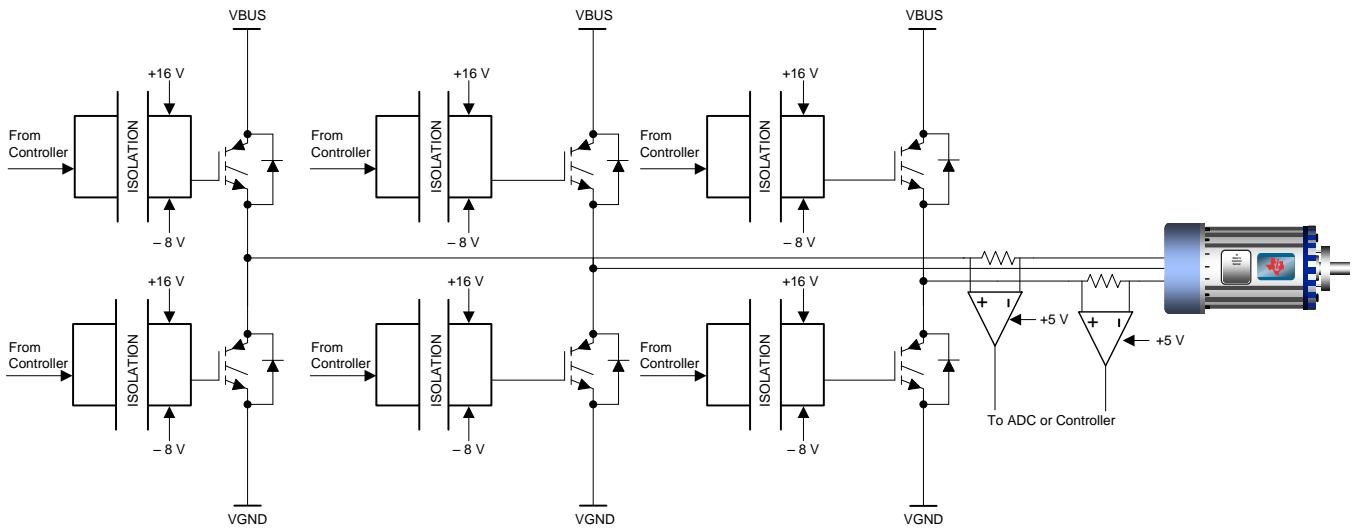 VBUS
VBUS
VBUS
+16 V
+16 V
+16 V
From
Controller
ISOLATION
From
Controller
ISOLATION
From
Controller
ISOLATION
– 8 V
– 8 V
– 8 V
+16 V
+16 V
+16 V
From
Controller
ISOLATION
From
Controller
ISOLATION
From
Controller
ISOLATION
+
–
+5 V
+
–
+5 V
– 8 V
– 8 V
– 8 V
To ADC or Controller
VGND
VGND
VGND